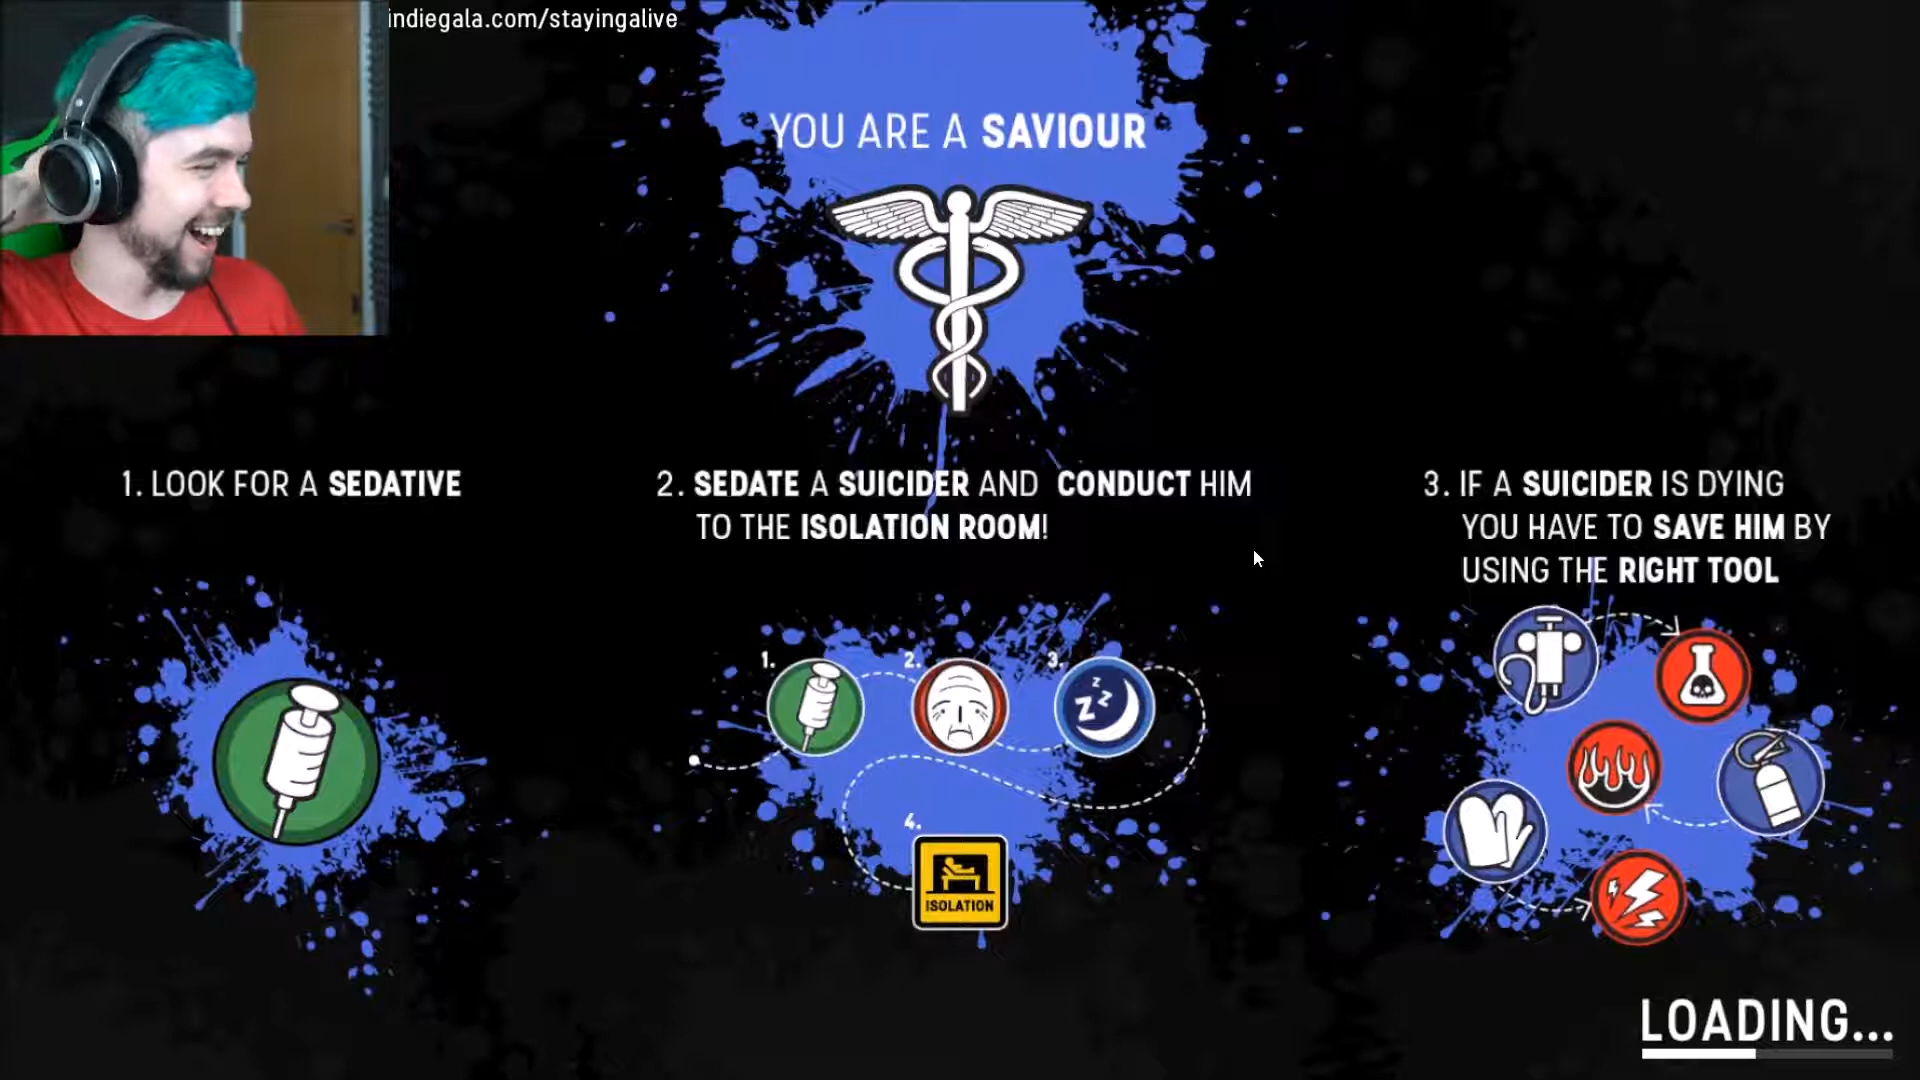 indiegala.com/stayingalive
YOU ARE A SAVIOUR
1. LOOK FOR A SEDATIVE
2. SEDATE A SUICIDER AND CONDUCT HIM
TO THE ISOLATION ROOM!
3. IF A SUICIDER IS DYING
YOU HAVE TO SAVE HIM BY
USING THE RIGHT TOOL
1.
2.
3.
z z z
4.
ISOLATION
LOADING...